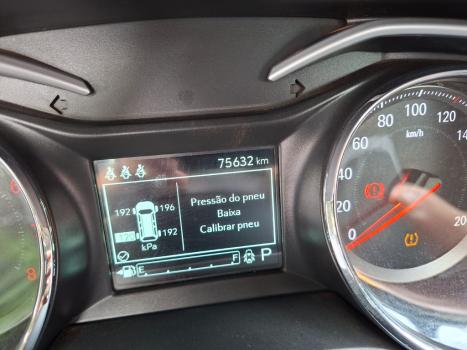 75632 km
192 196
192
kPa
Pressão do pneu
Baixa
Calibrar pneu
E F P
0
20
40
60
80
100
120
km/h